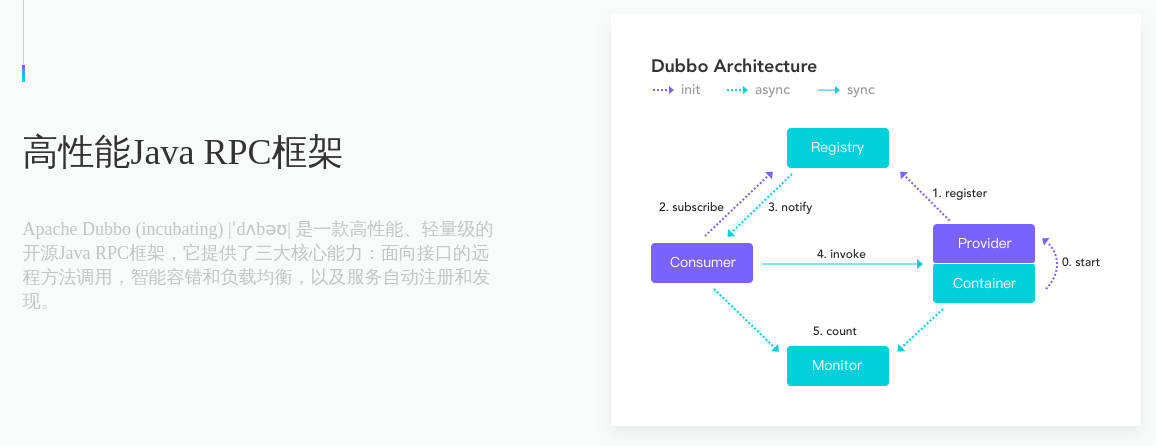 高性能Java RPC框架
Apache Dubbo (incubating) |ˈdʌbəʊ| 是一款高性能、轻量级的
开源Java RPC框架，它提供了三大核心能力：面向接口的远
程方法调用，智能容错和负载均衡，以及服务自动注册和发
现。
Dubbo Architecture
init async sync
Registry
1. register
2. subscribe 3. notify
Provider
Consumer
4. invoke
0. start
Container
5. count
Monitor